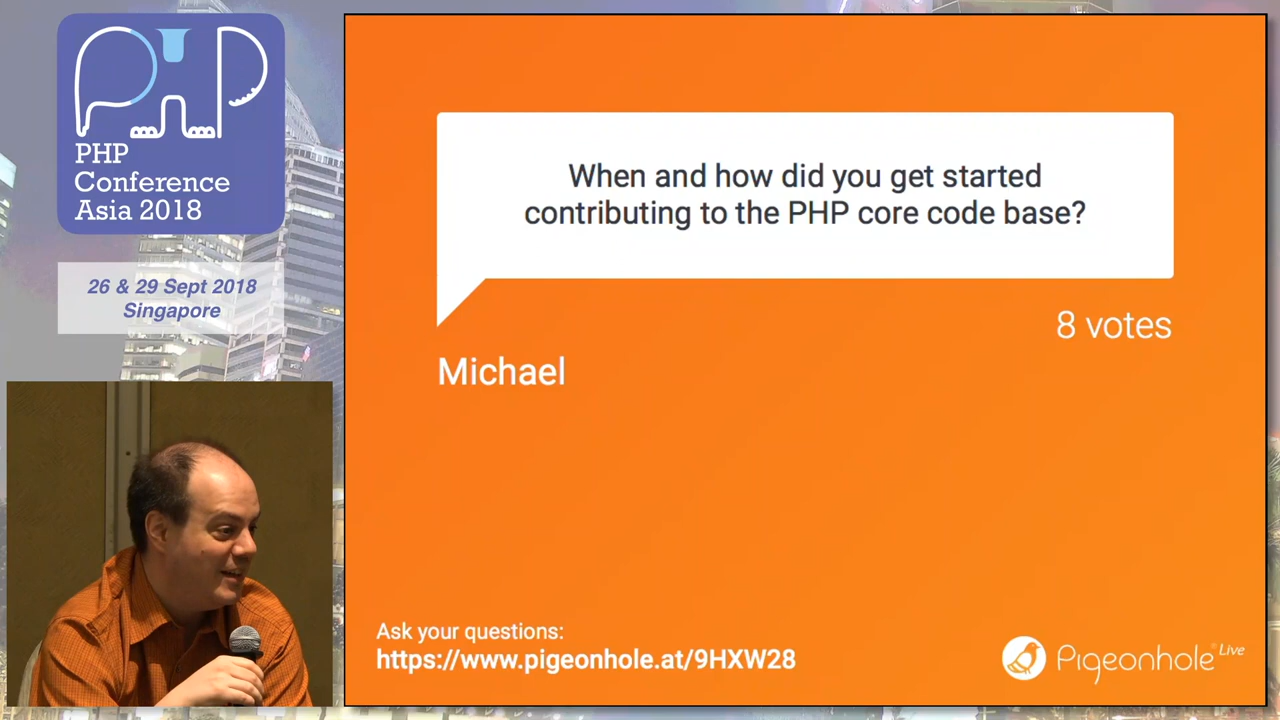 PHP
PHP
Conference
Asia 2018
26 & 29 Sept 2018
Singapore
When and how did you get started
contributing to the PHP core code base?
8 votes
Michael
Ask your questions:
https://www.pigeonhole.at/9HXW28
Pigeonhole Live